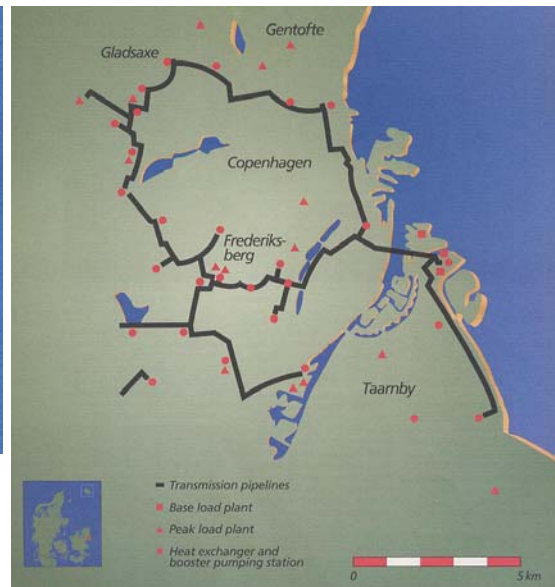 Gentofte
Gladsaxe
Copenhagen
Frederiks-
berg
Taarnby
Transmission pipelines
Base load plant
Peak load plant
Heat exchanger and
booster pumping station
0
5 km